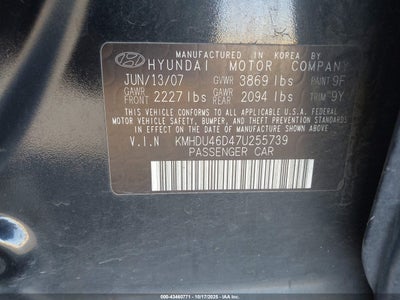 MANUFACTURED IN KOREA BY
HYUNDAI MOTOR COMPANY
JUN/13/07 GVWR 3869 lbs PAINT 9F
GAWR FRONT 2227 lbs GAWR REAR 2094 lbs TRIM 9Y
THIS VEHICLE CONFORMS TO ALL APPLICABLE U.S.A FEDERAL
MOTOR VEHICLE SAFETY, BUMPER, AND THEFT PREVENTION
STANDARDS IN EFFECT ON THE DATE OF MANUFACTURE SHOWN ABOVE.
V.I.N KMHDU46D47U255739
PASSENGER CAR
000-43460771 - 10/17/2025 - IAAI.COM